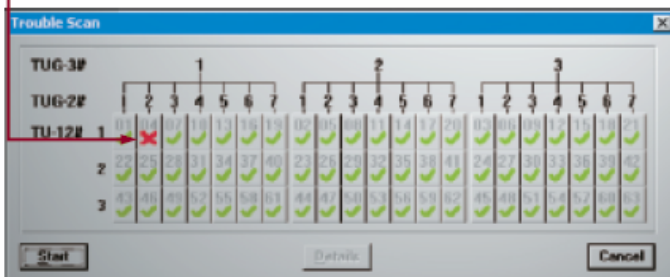 Trouble Scan
TUG-3# 1 2 3
TUG-2# 1 2 3 4 5 6 7 1 2 3 4 5 6 7 1 2 3 4 5 6 7
TU-12# 1 01 04 07 10 13 16 19 02 05 08 11 14 17 20 03 06 09 12 15 18 21
2 22 25 28 31 34 37 40 23 26 29 32 35 38 41 24 27 30 33 36 39 42
3 43 46 49 52 55 58 61 44 47 50 53 56 59 62 45 48 51 54 57 60 63
Start Details Cancel